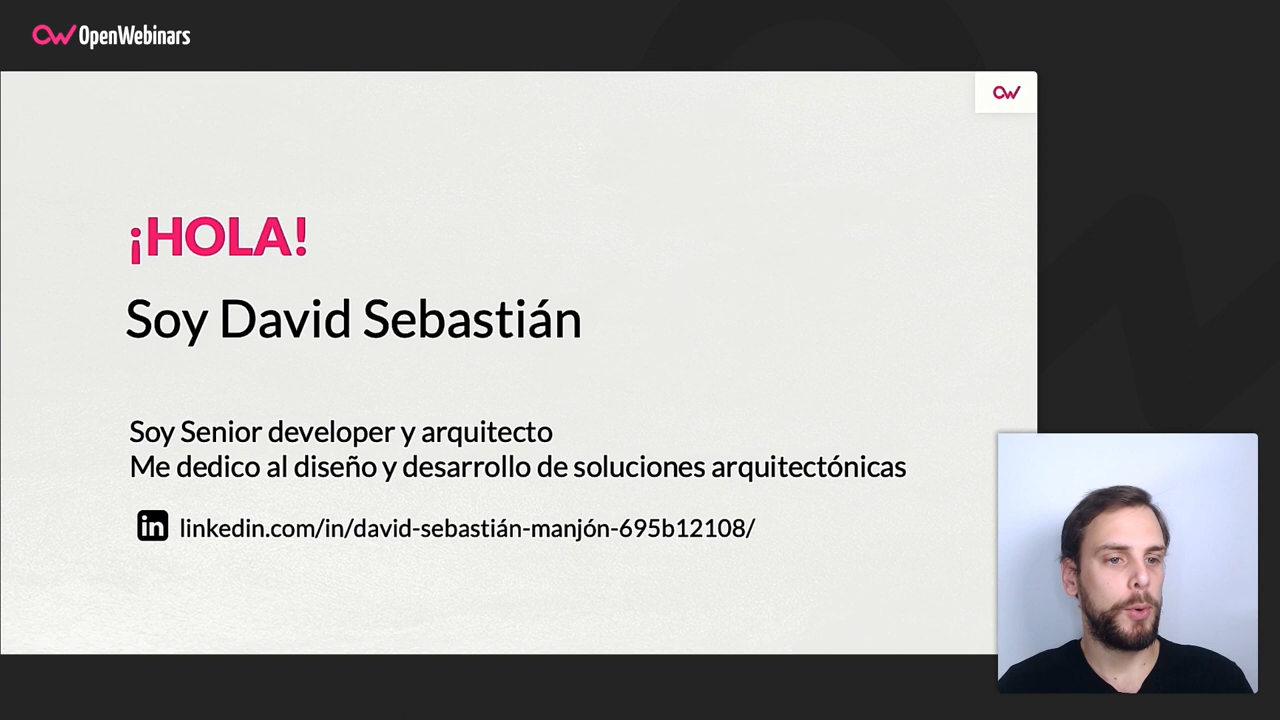 OpenWebinars
¡HOLA!
Soy David Sebastián
Soy Senior developer y arquitecto
Me dedico al diseño y desarrollo de soluciones arquitectónicas
in linkedin.com/in/david-sebastián-manjón-695b12108/